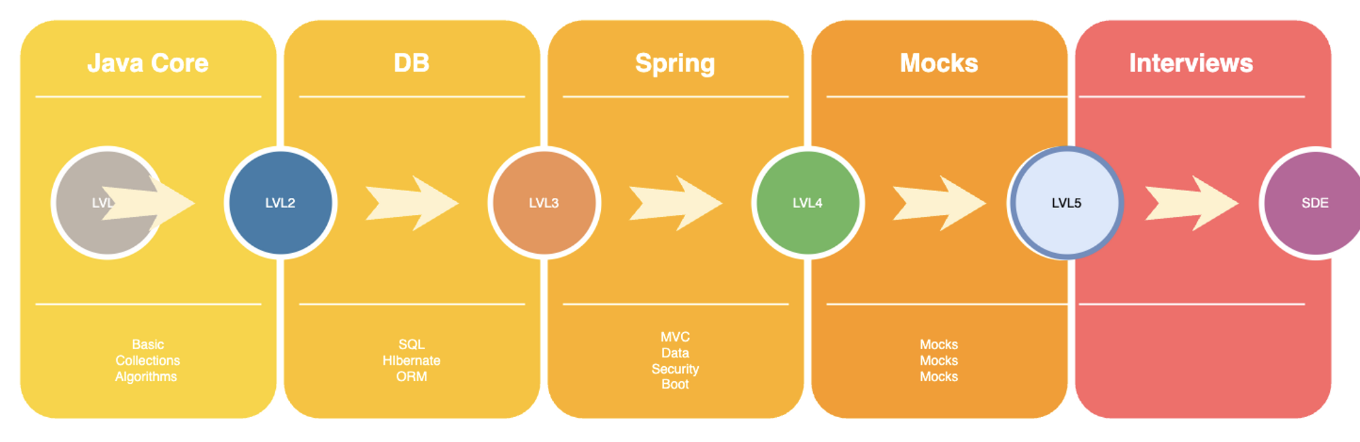 Java Core
DB
Spring
Mocks
Interviews
LVL2
LVL3
LVL4
LVL5
SDE
Basic
Collections
Algorithms
SQL
HIbernate
ORM
MVC
Data
Security
Boot
Mocks
Mocks
Mocks